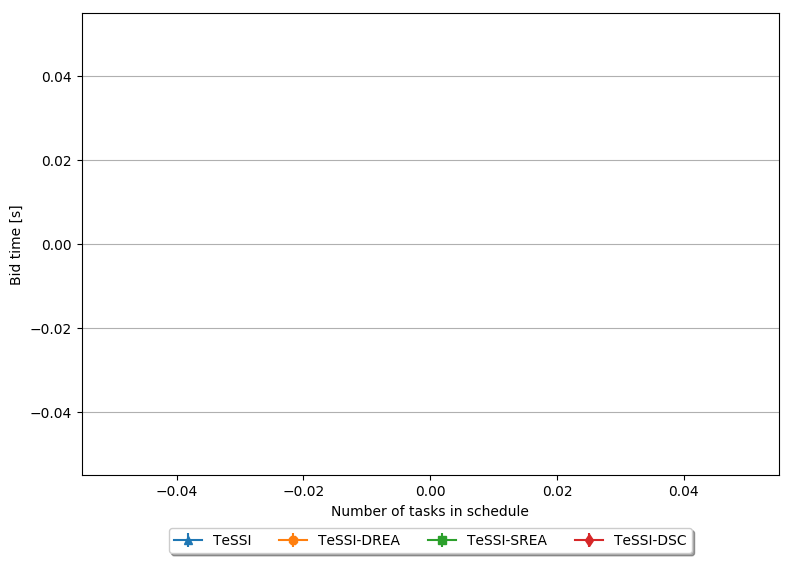 0.04
0.02
0.00
−0.02
−0.04
Bid time [s]
−0.04 −0.02 0.00 0.02 0.04
Number of tasks in schedule
TeSSI TeSSI-DREA TeSSI-SREA TeSSI-DSC